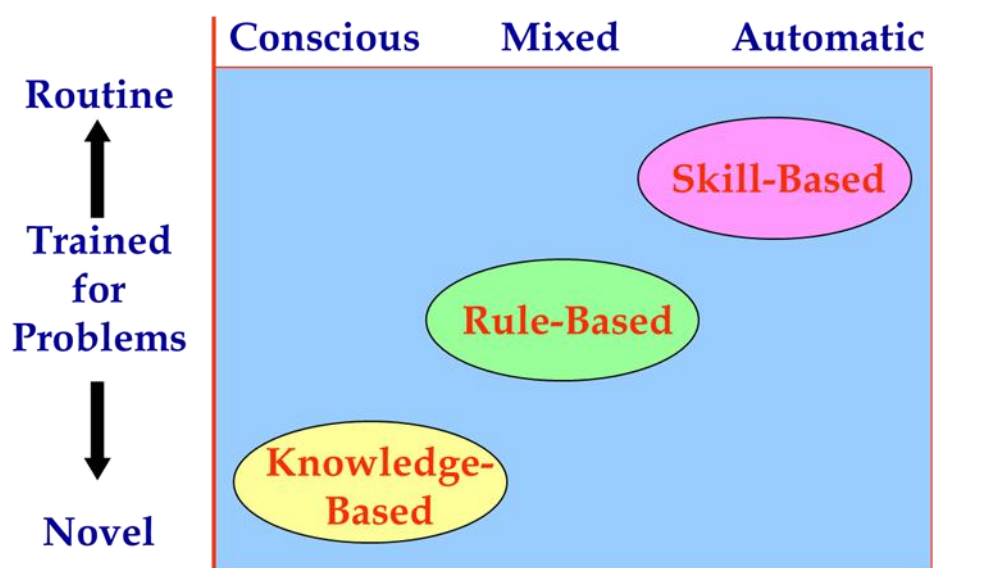 Conscious Mixed Automatic
Routine
Skill-Based
Trained
for
Problems
Rule-Based
Knowledge-
Based
Novel